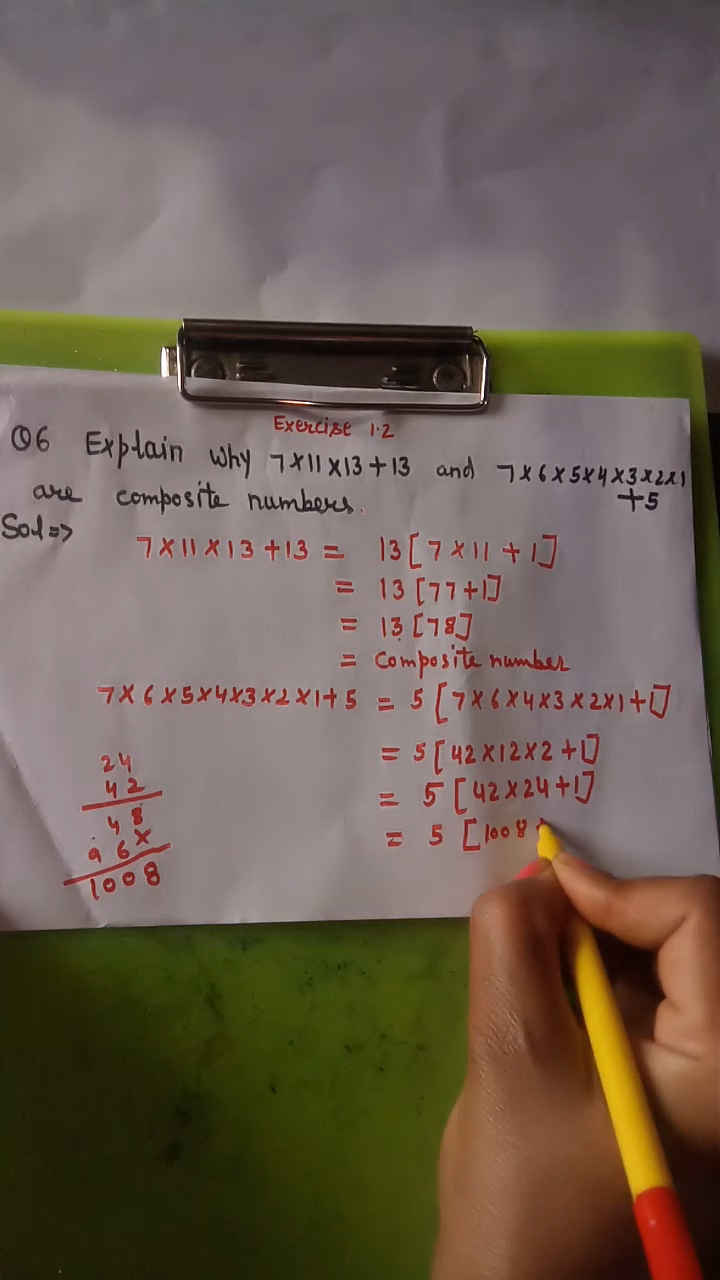 Exercise 1.2
Q6 Explain why 7×11×13+13 and 7×6×5×4×3×2×1
+5
are composite numbers.
Sol=>
7×11×13+13 = 13[7×11+1]
= 13[77+1]
= 13[78]
= Composite number
7×6×5×4×3×2×1+5 = 5[7×6×4×3×2×1+1]
= 5[42×12×2+1]
= 5[42×24+1]
= 5[1008
24
42
48
96×
1008